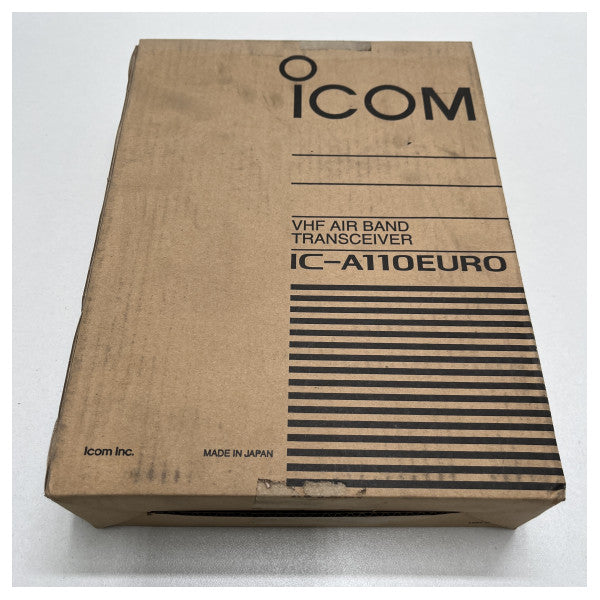 ICOM
VHF AIR BAND
TRANSCEIVER
IC-A110EURO
Icom Inc.
MADE IN JAPAN